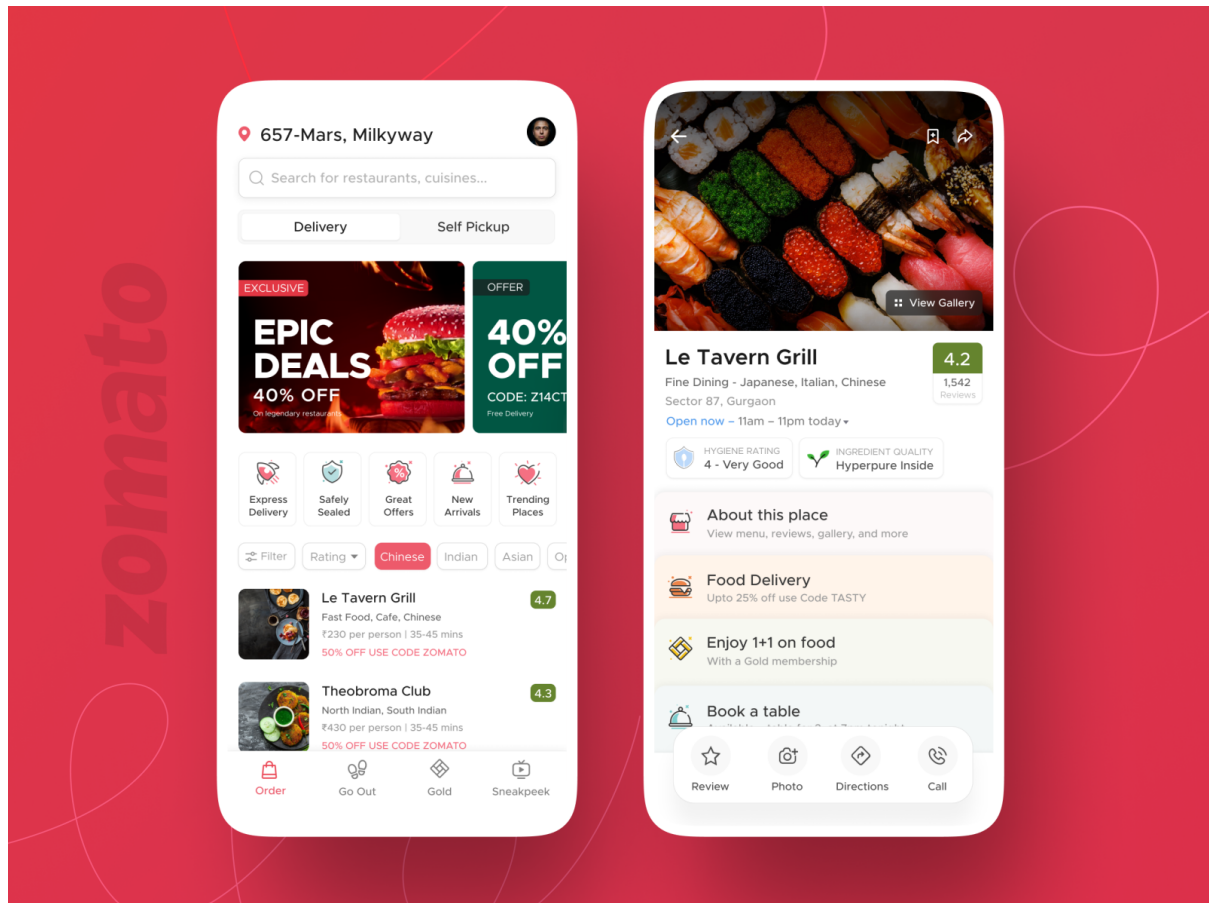 zomato
657-Mars, Milkyway
Search for restaurants, cuisines...
Delivery
Self Pickup
EXCLUSIVE
EPIC
DEALS
40% OFF
On legendary restaurants
OFFER
40%
OFF
CODE: Z14CT
Free Delivery
Express
Delivery
Safely
Sealed
Great
Offers
New
Arrivals
Trending
Places
Filter
Rating
Chinese
Indian
Asian
Op
Le Tavern Grill
4.7
Fast Food, Cafe, Chinese
₹230 per person | 35-45 mins
50% OFF USE CODE ZOMATO
Theobroma Club
4.3
North Indian, South Indian
₹430 per person | 35-45 mins
50% OFF USE CODE ZOMATO
Order
Go Out
Gold
Sneakpeek
View Gallery
Le Tavern Grill
4.2
1,542
Reviews
Fine Dining - Japanese, Italian, Chinese
Sector 87, Gurgaon
Open now – 11am – 11pm today
HYGIENE RATING
4 - Very Good
INGREDIENT QUALITY
Hyperpure Inside
About this place
View menu, reviews, gallery, and more
Food Delivery
Upto 25% off use Code TASTY
Enjoy 1+1 on food
With a Gold membership
Book a table
Review
Photo
Directions
Call